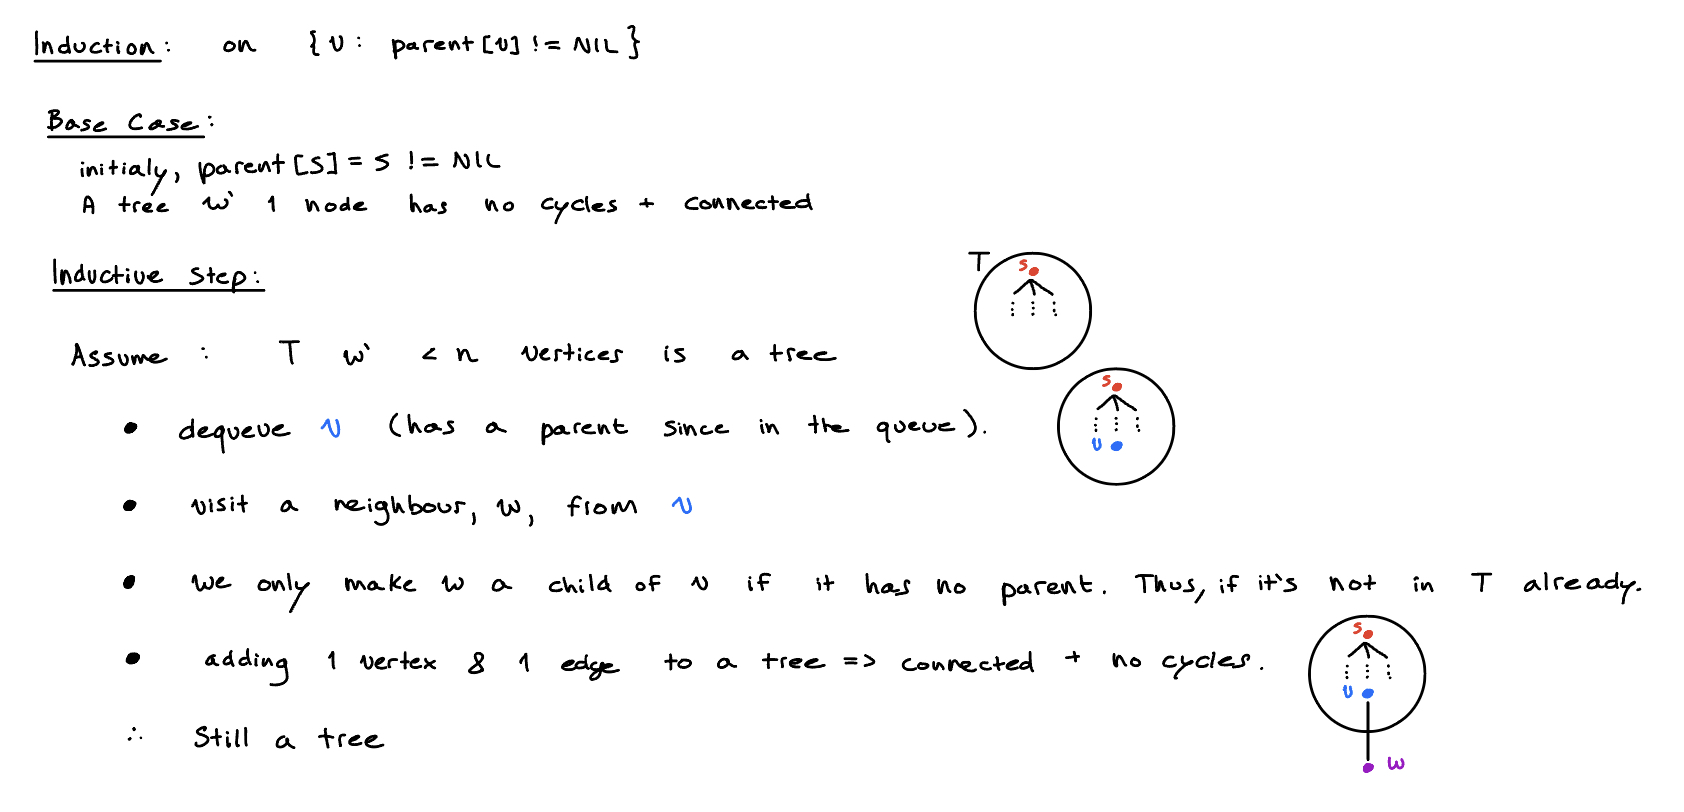 Induction: on { v : parent[v] != NIL }
Base Case:
initialy, parent[s] = s != NIL
A tree w` 1 node has no cycles + connected
Inductive Step:
T
s
Assume : T w` < n vertices is a tree
s
dequeue v (has a parent since in the queue).
v
visit a neighbour, w, from v
we only make w a child of v if it has no parent. Thus, if it's not in T already.
s
adding 1 vertex & 1 edge to a tree => connected + no cycles.
v
∴ Still a tree
w